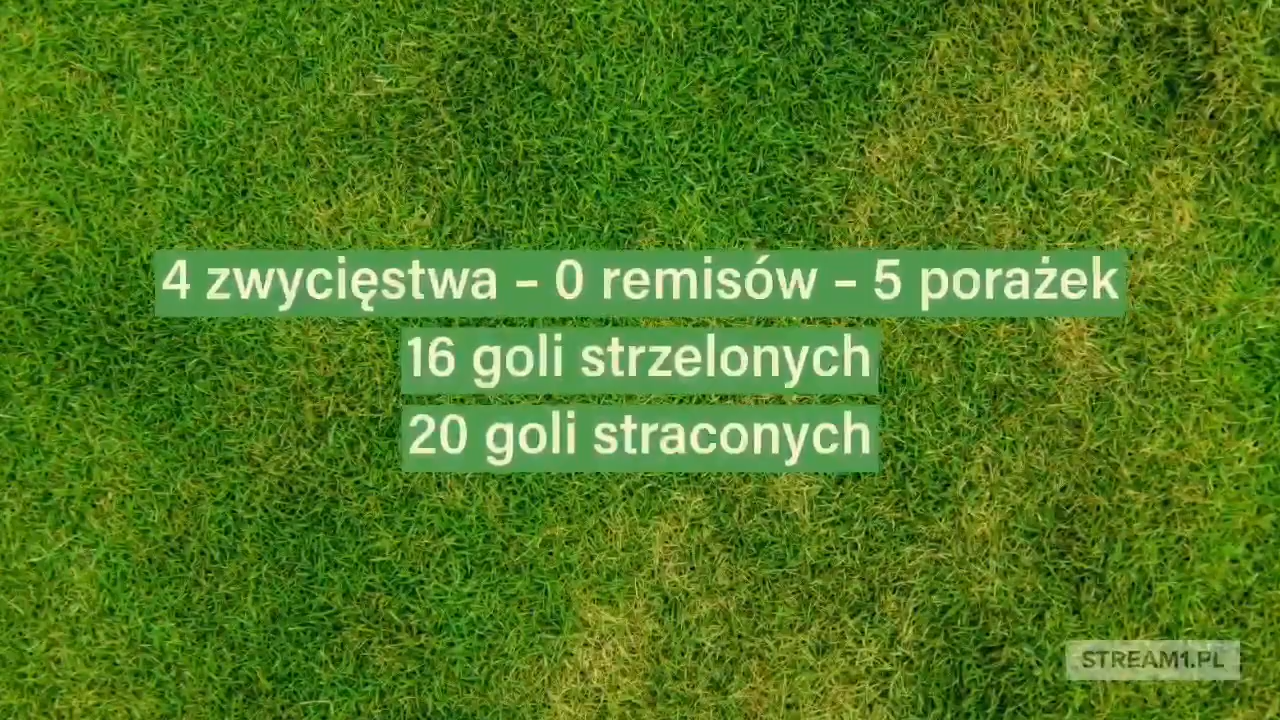 4 zwycięstwa – 0 remisów – 5 porażek
16 goli strzelonych
20 goli straconych
STREAM1.PL